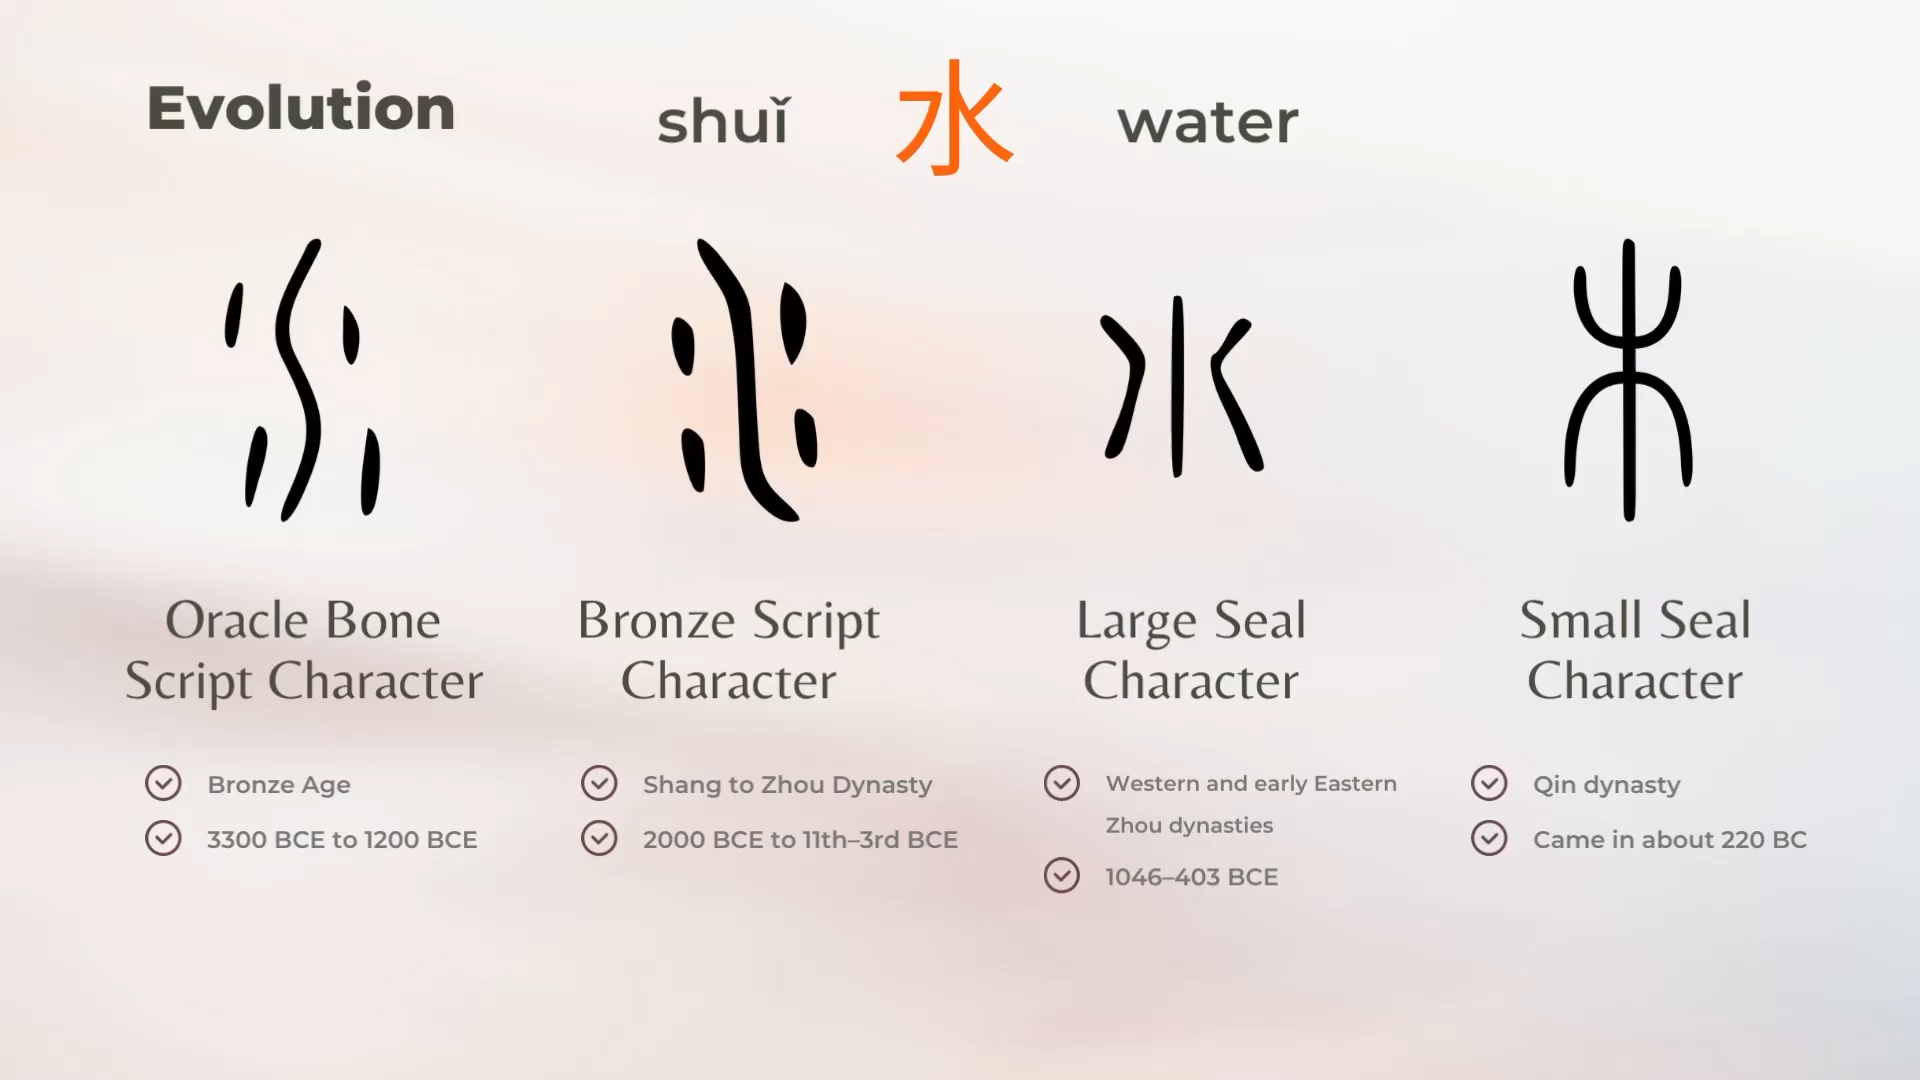 Evolution
shuǐ 水 water
Oracle Bone
Script Character
Bronze Age
3300 BCE to 1200 BCE
Bronze Script
Character
Shang to Zhou Dynasty
2000 BCE to 11th–3rd BCE
Large Seal
Character
Western and early Eastern
Zhou dynasties
1046–403 BCE
Small Seal
Character
Qin dynasty
Came in about 220 BC